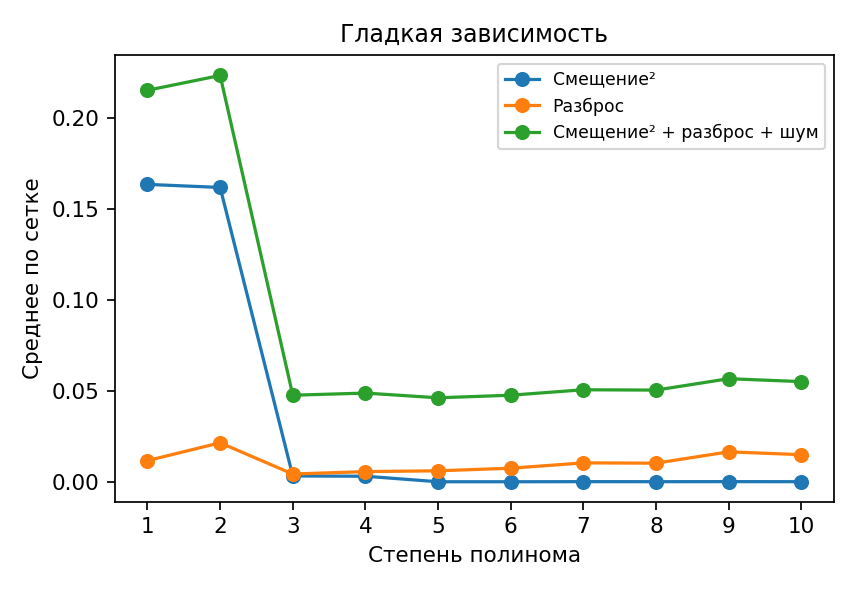 Гладкая зависимость
Смещение²
Разброс
Смещение² + разброс + шум
Среднее по сетке
0.20
0.15
0.10
0.05
0.00
1 2 3 4 5 6 7 8 9 10
Степень полинома